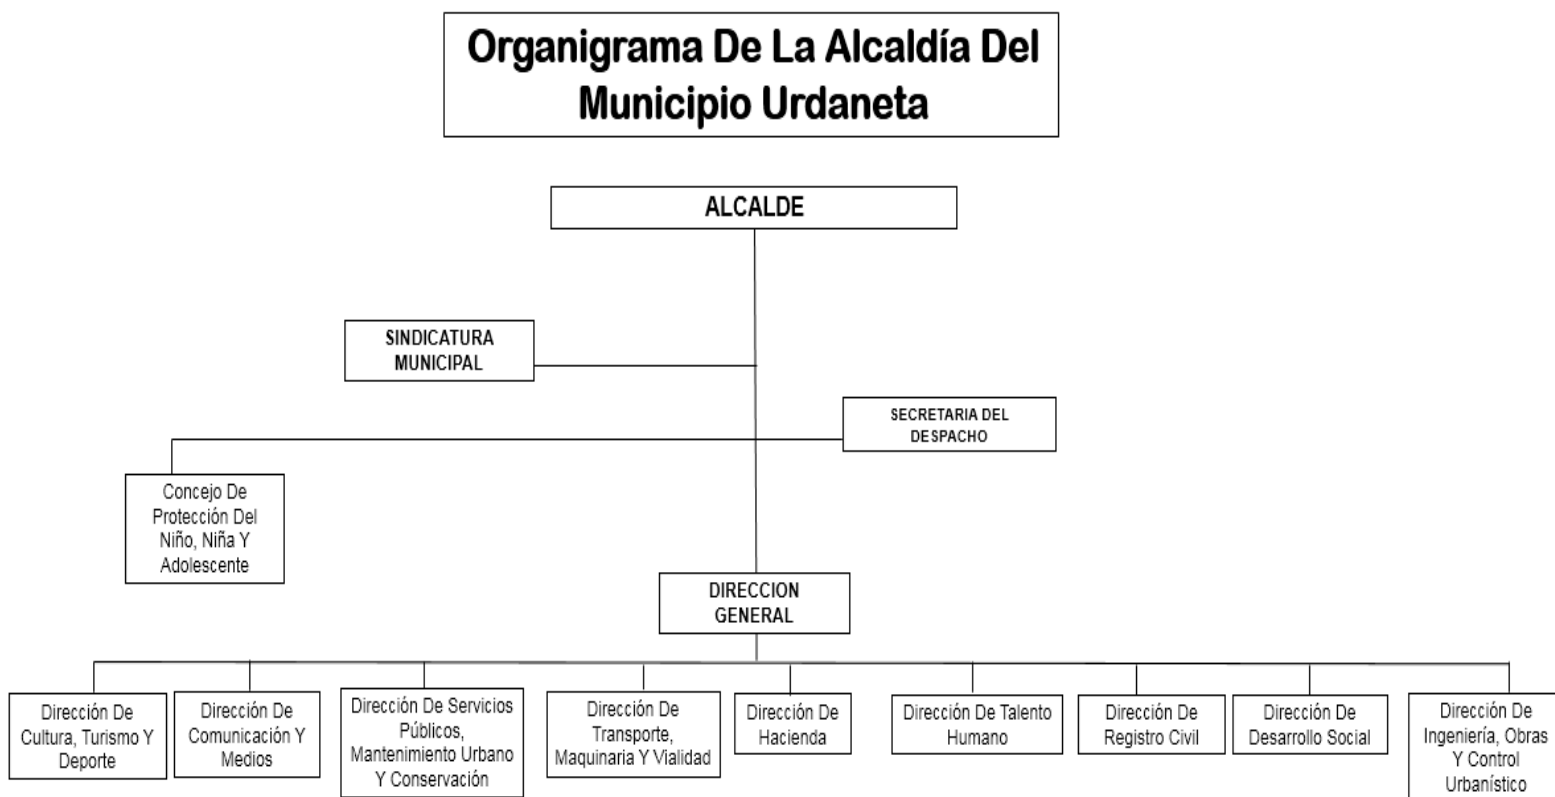 Organigrama De La Alcaldía Del
Municipio Urdaneta
ALCALDE
SINDICATURA
MUNICIPAL
SECRETARIA DEL
DESPACHO
Concejo De
Protección Del
Niño, Niña Y
Adolescente
DIRECCION
GENERAL
Dirección De
Cultura, Turismo Y
Deporte
Dirección De
Comunicación Y
Medios
Dirección De Servicios
Públicos,
Mantenimiento Urbano
Y Conservación
Dirección De
Transporte,
Maquinaria Y Vialidad
Dirección De
Hacienda
Dirección De Talento
Humano
Dirección De
Registro Civil
Dirección De
Desarrollo Social
Dirección De
Ingeniería, Obras
Y Control
Urbanístico